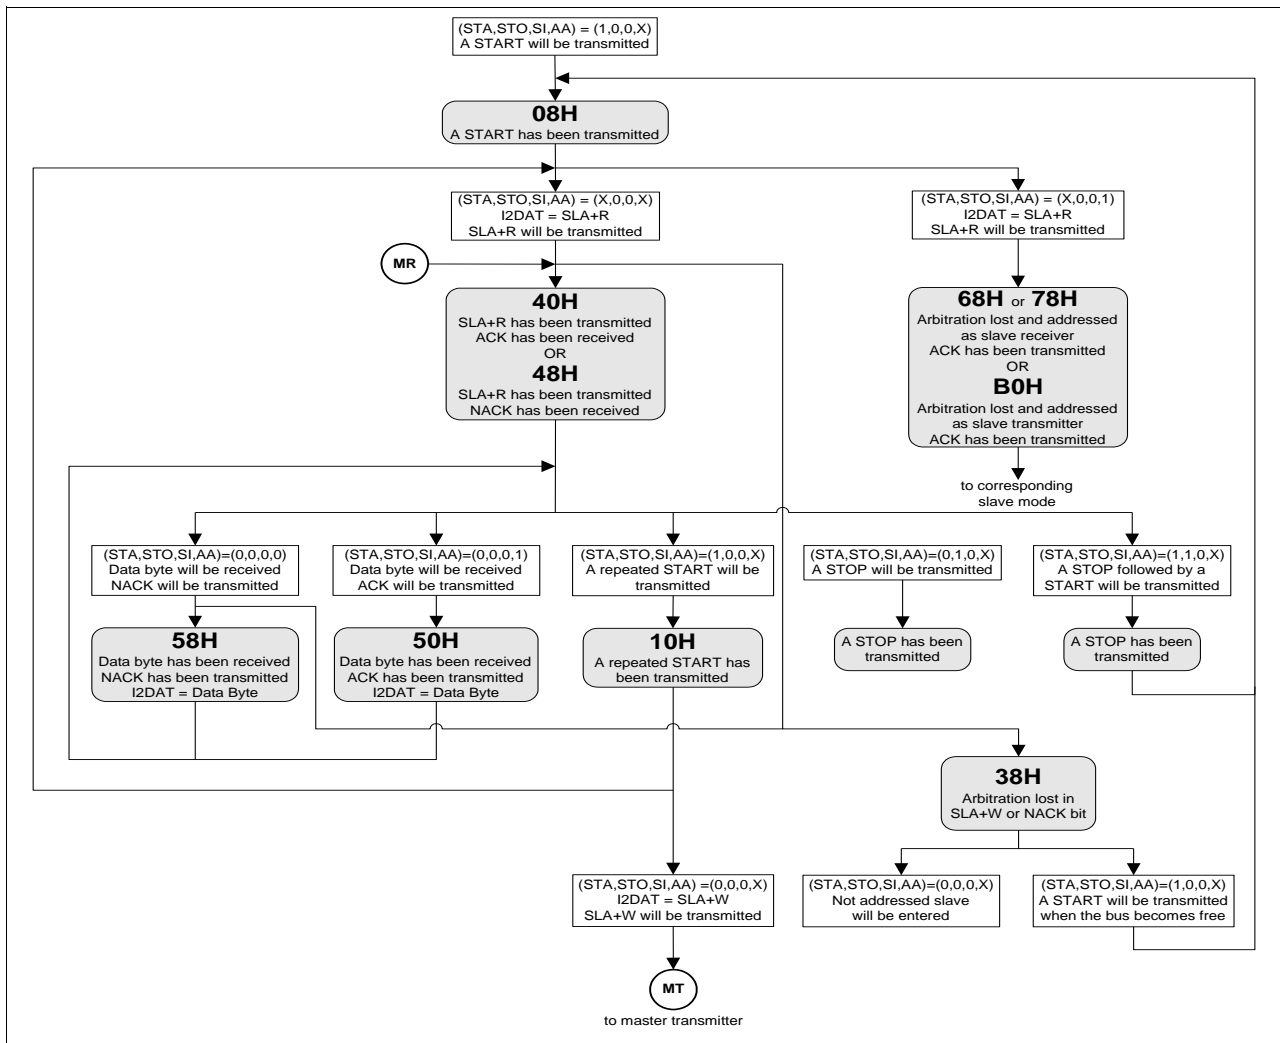 (STA,STO,SI,AA) = (1,0,0,X)
A START will be transmitted
08H
A START has been transmitted
(STA,STO,SI,AA) = (X,0,0,X)
I2DAT = SLA+R
SLA+R will be transmitted
(STA,STO,SI,AA) = (X,0,0,1)
I2DAT = SLA+R
SLA+R will be transmitted
MR
40H
SLA+R has been transmitted
ACK has been received
OR
48H
SLA+R has been transmitted
NACK has been received
68H or 78H
Arbitration lost and addressed
as slave receiver
ACK has been transmitted
OR
B0H
Arbitration lost and addressed
as slave transmitter
ACK has been transmitted
to corresponding
slave mode
(STA,STO,SI,AA)=(0,0,0,0)
Data byte will be received
NACK will be transmitted
(STA,STO,SI,AA)=(0,0,0,1)
Data byte will be received
ACK will be transmitted
(STA,STO,SI,AA)=(1,0,0,X)
A repeated START will be
transmitted
(STA,STO,SI,AA)=(0,1,0,X)
A STOP will be transmitted
(STA,STO,SI,AA)=(1,1,0,X)
A STOP followed by a
START will be transmitted
58H
Data byte has been received
NACK has been transmitted
I2DAT = Data Byte
50H
Data byte has been received
ACK has been transmitted
I2DAT = Data Byte
10H
A repeated START has
been transmitted
A STOP has been
transmitted
A STOP has been
transmitted
38H
Arbitration lost in
SLA+W or NACK bit
(STA,STO,SI,AA) =(0,0,0,X)
I2DAT = SLA+W
SLA+W will be transmitted
(STA,STO,SI,AA)=(0,0,0,X)
Not addressed slave
will be entered
(STA,STO,SI,AA)=(1,0,0,X)
A START will be transmitted
when the bus becomes free
MT
to master transmitter